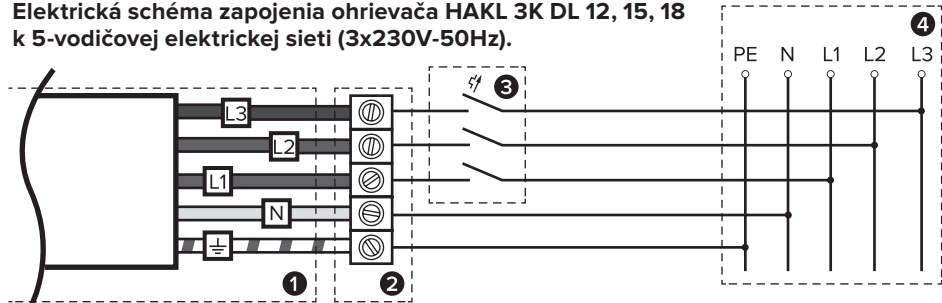 Elektrická schéma zapojenia ohrievača HAKL 3K DL 12, 15, 18
k 5-vodičovej elektrickej sieti (3x230V-50Hz).
4
PE N L1 L2 L3
3
L3
L2
L1
N
1
2